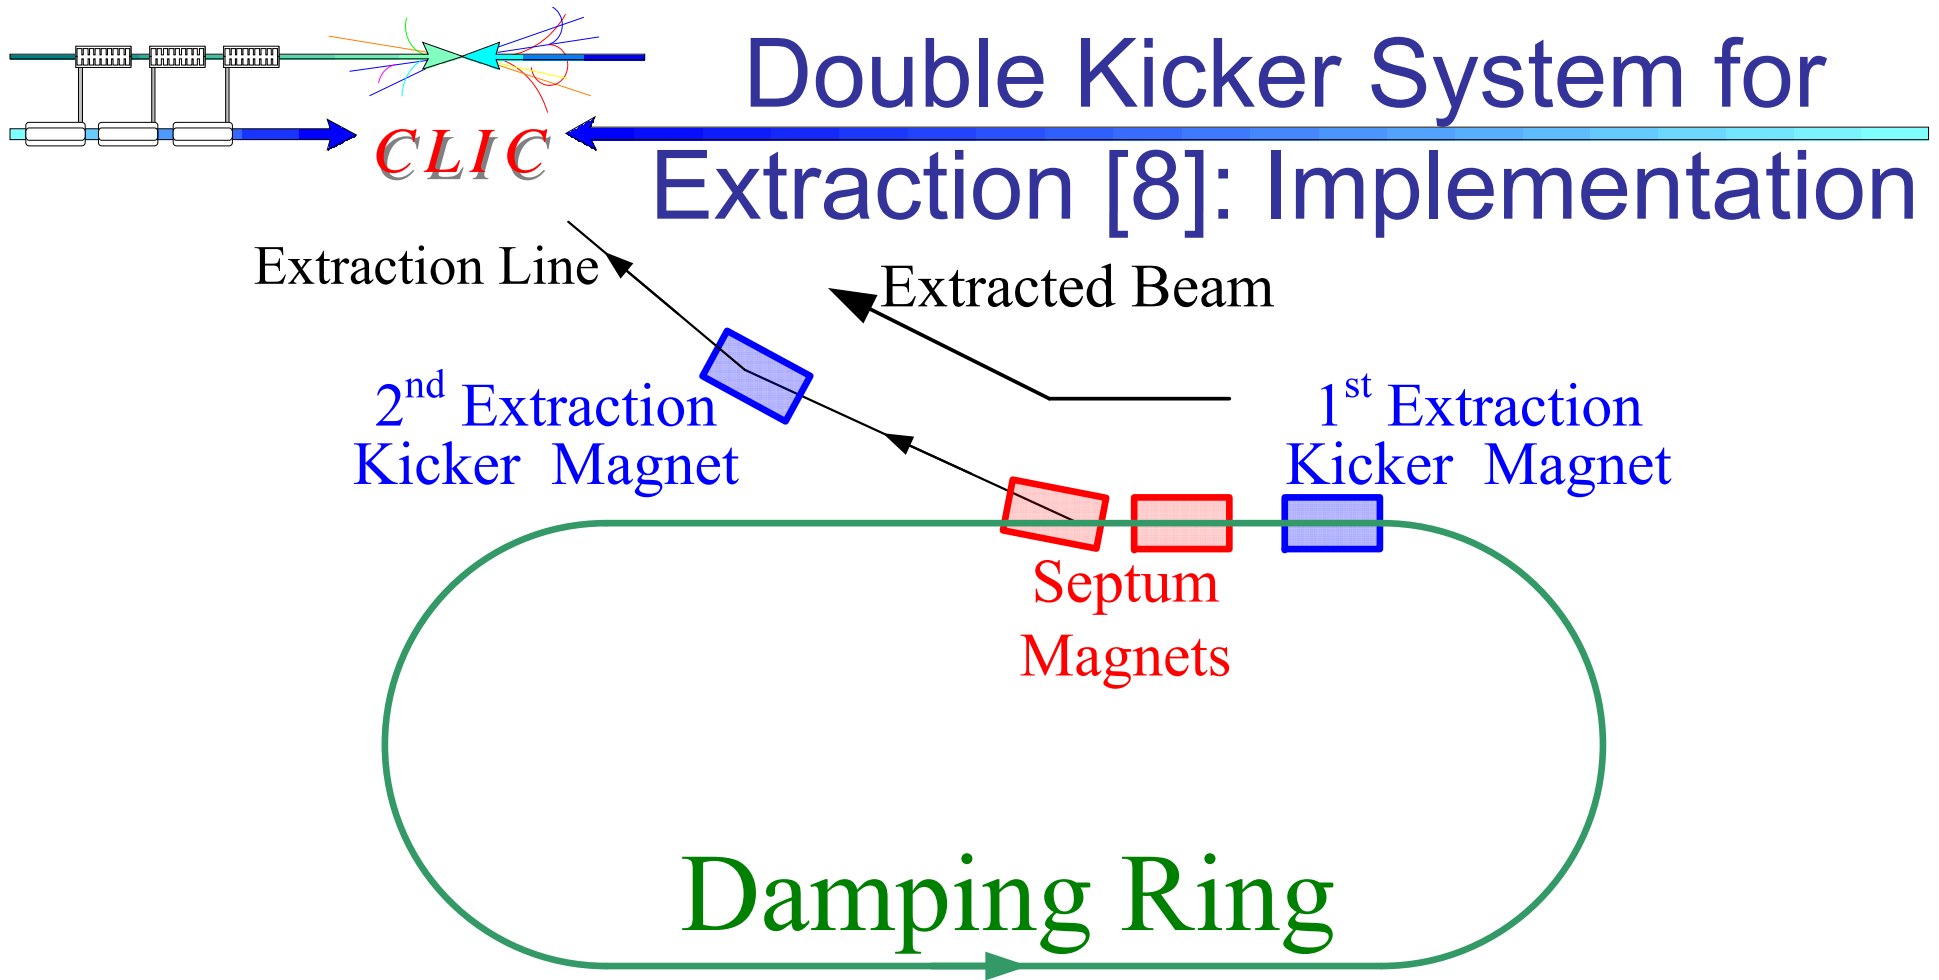 Double Kicker System for
CLIC
Extraction [8]: Implementation
Extraction Line
Extracted Beam
2nd Extraction
Kicker Magnet
1st Extraction
Kicker Magnet
Septum
Magnets
Damping Ring